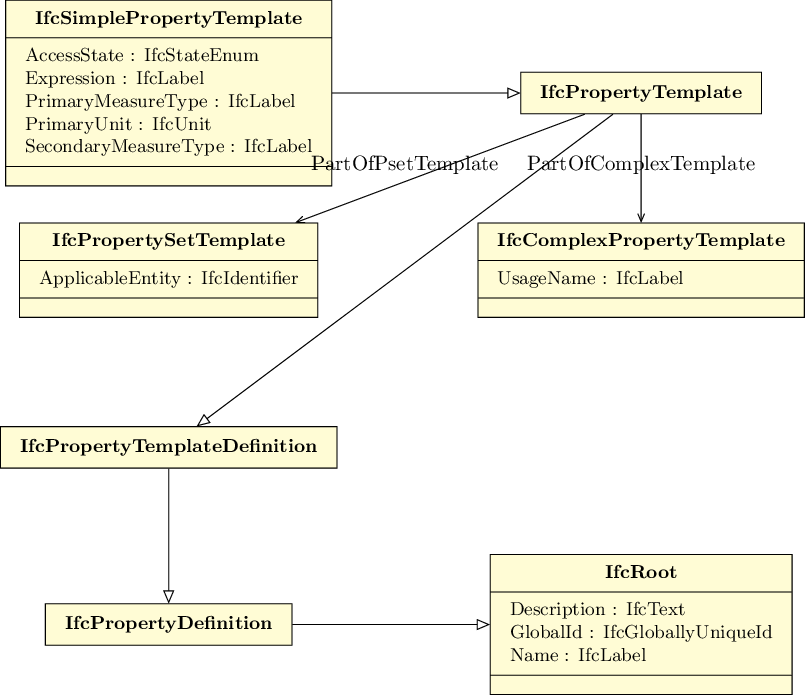 IfcSimplePropertyTemplate
AccessState : IfcStateEnum
Expression : IfcLabel
PrimaryMeasureType : IfcLabel
PrimaryUnit : IfcUnit
SecondaryMeasureType : IfcLabel
IfcPropertyTemplate
PartOfPsetTemplate
PartOfComplexTemplate
IfcPropertySetTemplate
ApplicableEntity : IfcIdentifier
IfcComplexPropertyTemplate
UsageName : IfcLabel
IfcPropertyTemplateDefinition
IfcPropertyDefinition
IfcRoot
Description : IfcText
GlobalId : IfcGloballyUniqueId
Name : IfcLabel